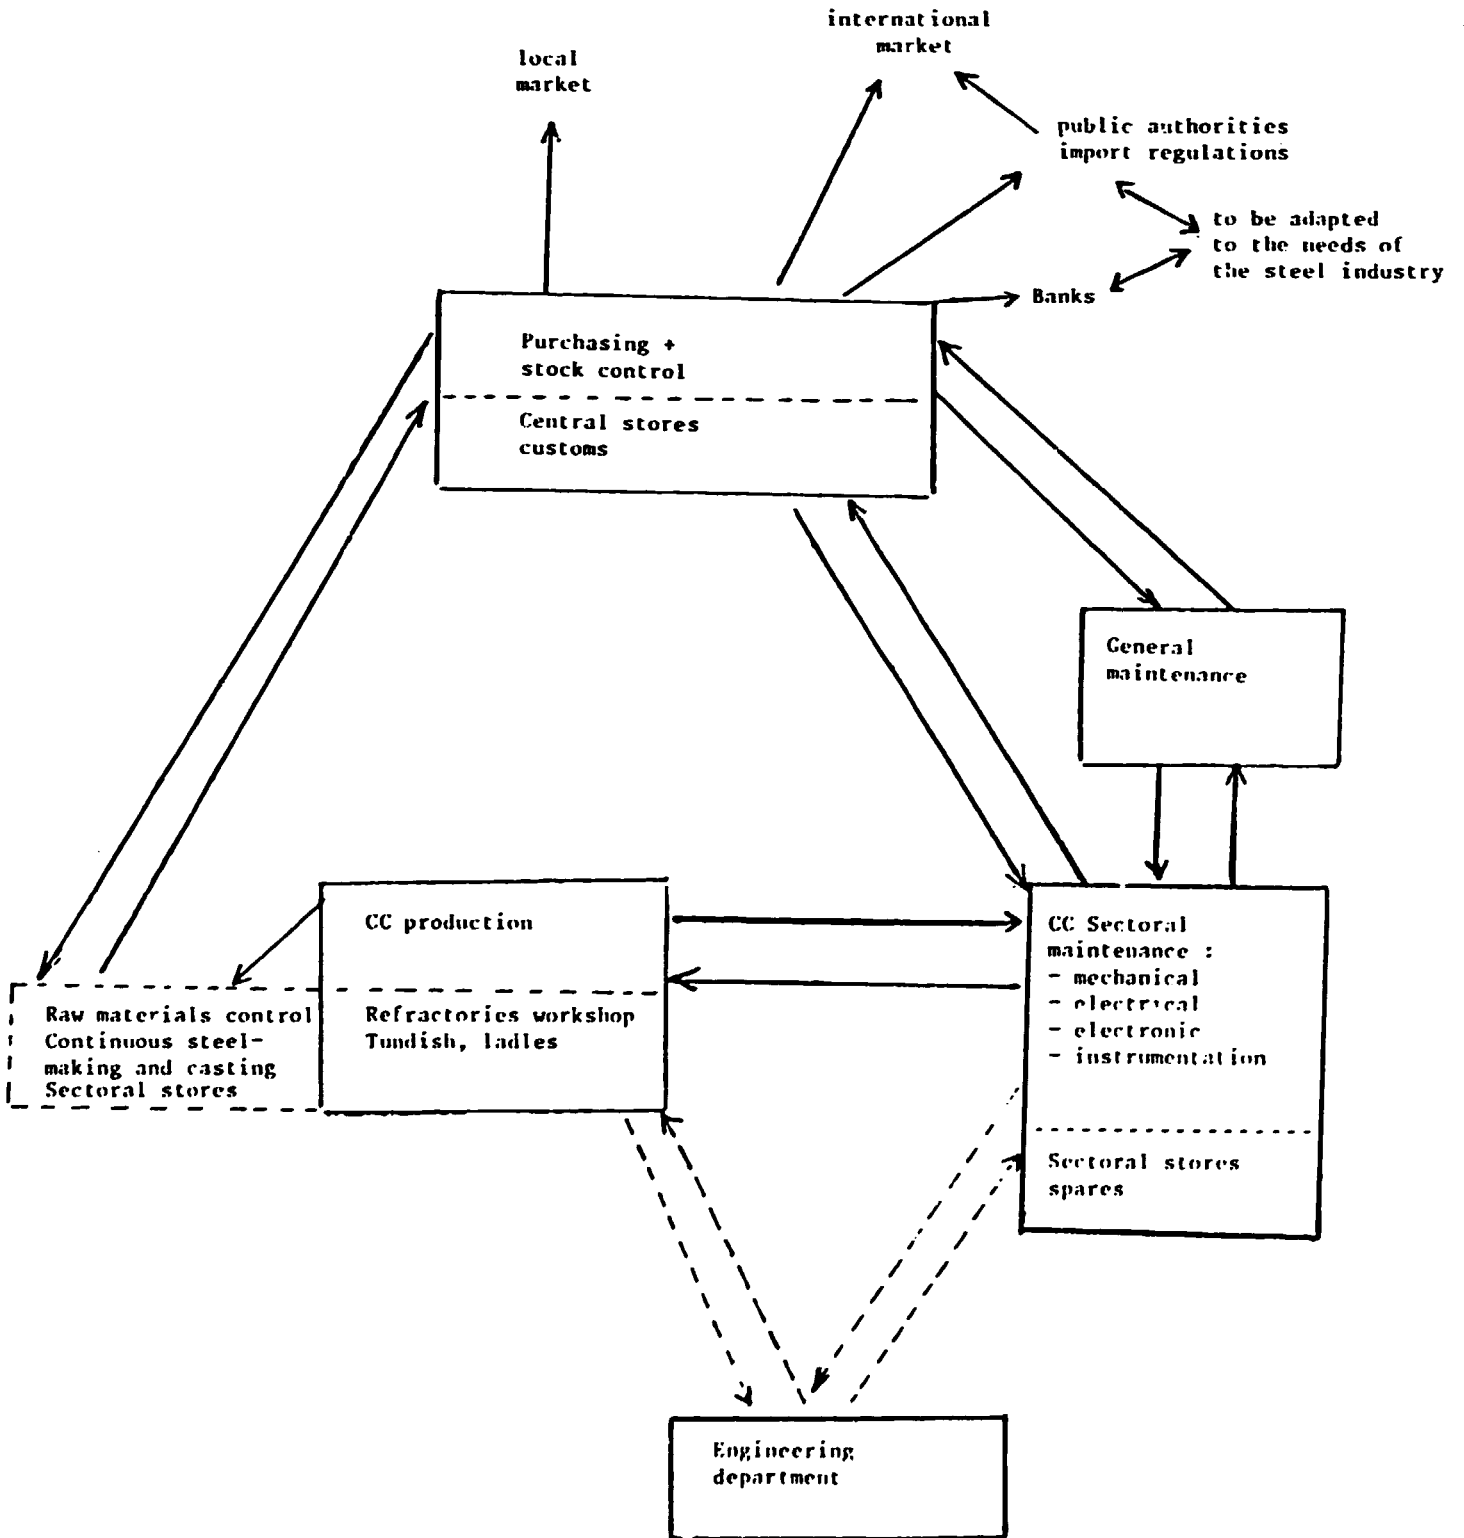 international
market
local
market
public authorities
import regulations
to be adapted
to the needs of
the steel industry
Banks
Purchasing +
stock control
Central stores
customs
General
maintenance
CC production
Refractories workshop
Tundish, ladles
Raw materials control
Continuous steel-
making and casting
Sectoral stores
CC Sectoral
maintenance :
- mechanical
- electrical
- electronic
- instrumentation
Sectoral stores
spares
Engineering
department